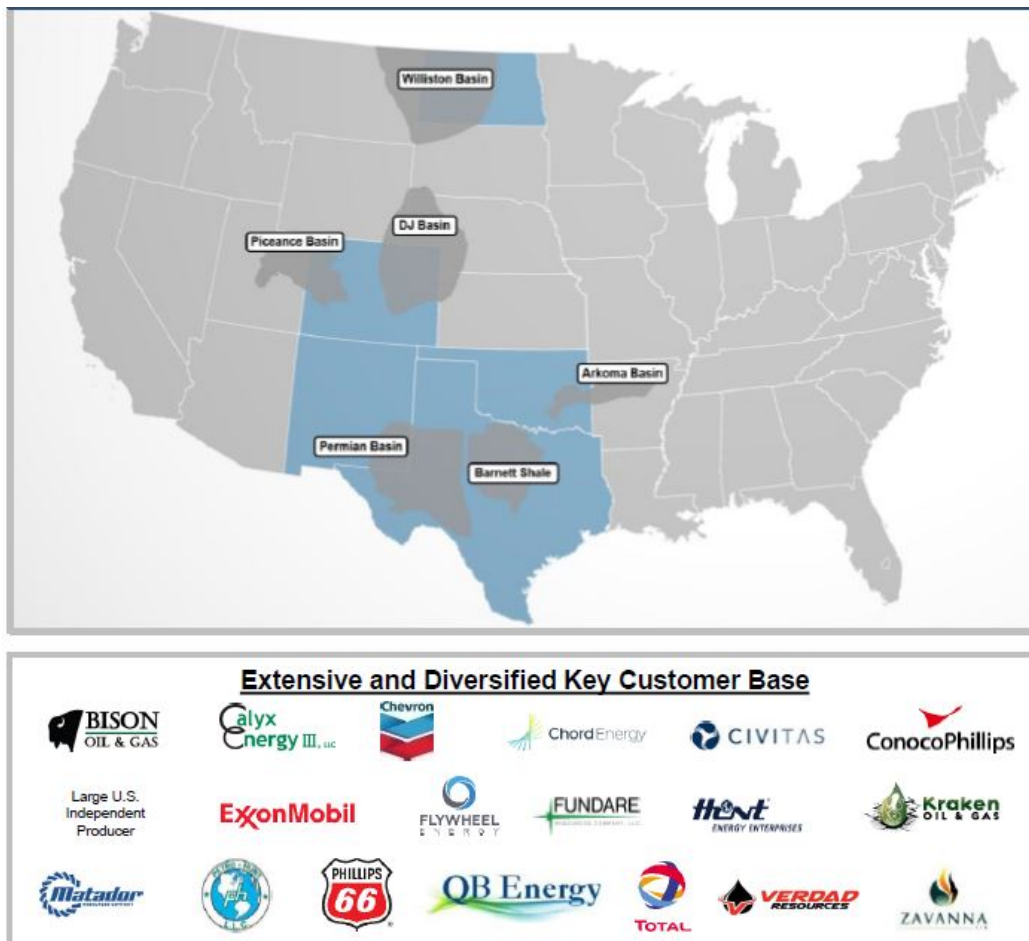 Williston Basin
DJ Basin
Piceance Basin
Arkoma Basin
Permian Basin
Barnett Shale
Extensive and Diversified Key Customer Base
BISON
OIL & GAS
Calyx
Energy III, LLC
Chevron
Chord Energy
CIVITAS
ConocoPhillips
Large U.S.
Independent
Producer
ExxonMobil
FLYWHEEL
ENERGY
FUNDARE
Hunt
ENERGY ENTERPRISES
Kraken
OIL & GAS
Matador
PHILLIPS
66
QB Energy
TOTAL
VERDAD
RESOURCES
ZAVANNA